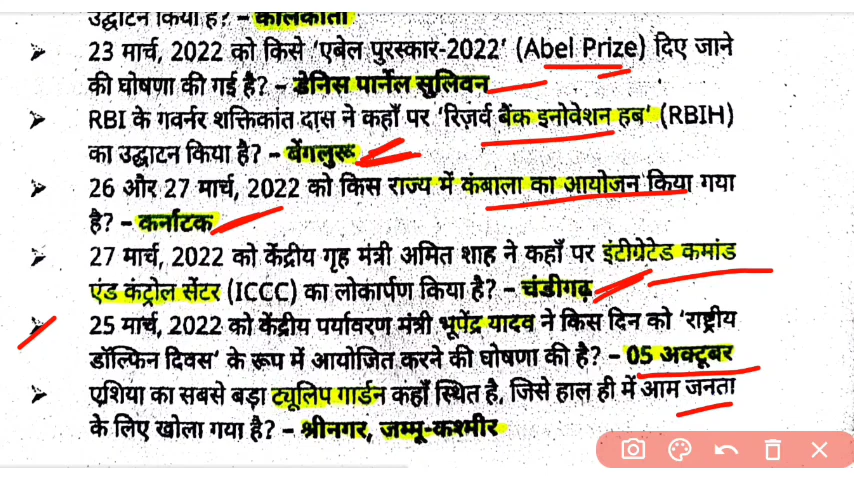 उद्घाटन किया है? – कोलकाता
➤ 23 मार्च, 2022 को किसे ‘एबेल पुरस्कार-2022’ (Abel Prize) दिए जाने
की घोषणा की गई है? – डेनिस पार्नेल सुलिवन
➤ RBI के गवर्नर शक्तिकांत दास ने कहाँ पर ‘रिज़र्व बैंक इनोवेशन हब’ (RBIH)
का उद्घाटन किया है? – बेंगलुरू
➤ 26 और 27 मार्च, 2022 को किस राज्य में कंबाला का आयोजन किया गया
है? – कर्नाटक
➤ 27 मार्च, 2022 को केंद्रीय गृह मंत्री अमित शाह ने कहाँ पर इंटीग्रेटेड कमांड
एंड कंट्रोल सेंटर (ICCC) का लोकार्पण किया है? – चंडीगढ़
➤ 25 मार्च, 2022 को केंद्रीय पर्यावरण मंत्री भूपेंद्र यादव ने किस दिन को ‘राष्ट्रीय
डॉल्फिन दिवस’ के रूप में आयोजित करने की घोषणा की है? – 05 अक्टूबर
➤ एशिया का सबसे बड़ा ट्यूलिप गार्डन कहाँ स्थित है, जिसे हाल ही में आम जनता
के लिए खोला गया है? – श्रीनगर, जम्मू-कश्मीर